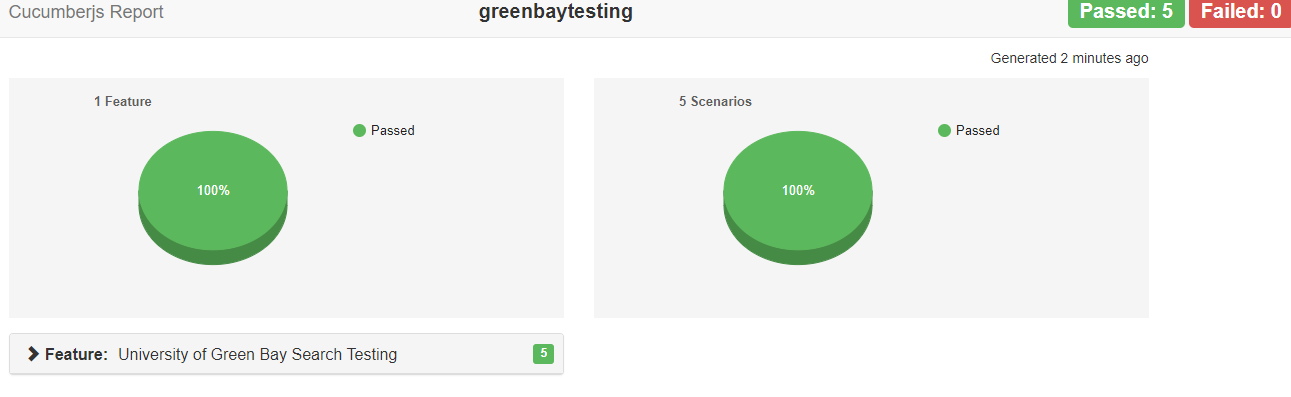 Cucumberjs Report
greenbaytesting
Passed: 5
Failed: 0
Generated 2 minutes ago
1 Feature
Passed
100%
5 Scenarios
Passed
100%
Feature: University of Green Bay Search Testing
5